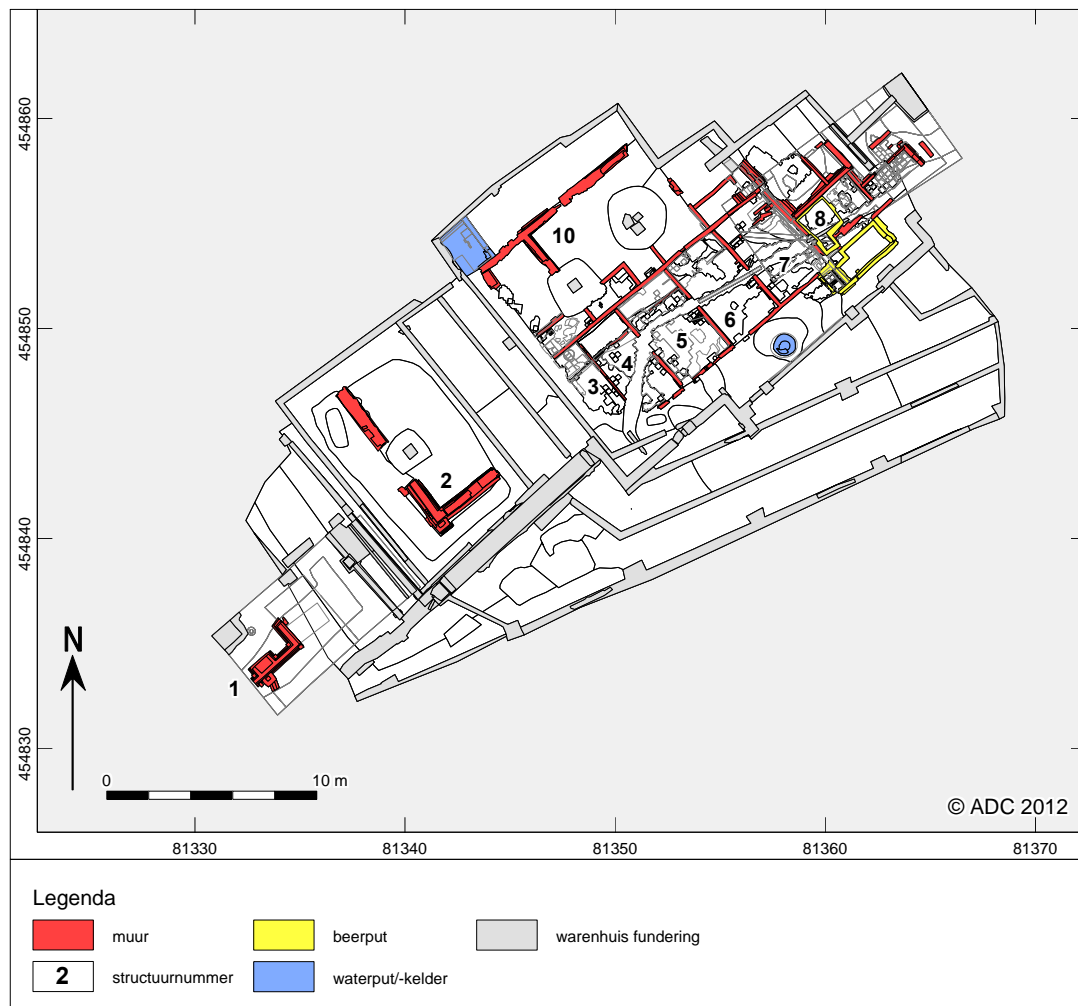 454860
454850
454840
454830
10
8
7
6
5
4
3
2
1
N
0 10 m
© ADC 2012
81330 81340 81350 81360 81370
Legenda
muur beerput warenhuis fundering
2 structuurnummer waterput/-kelder